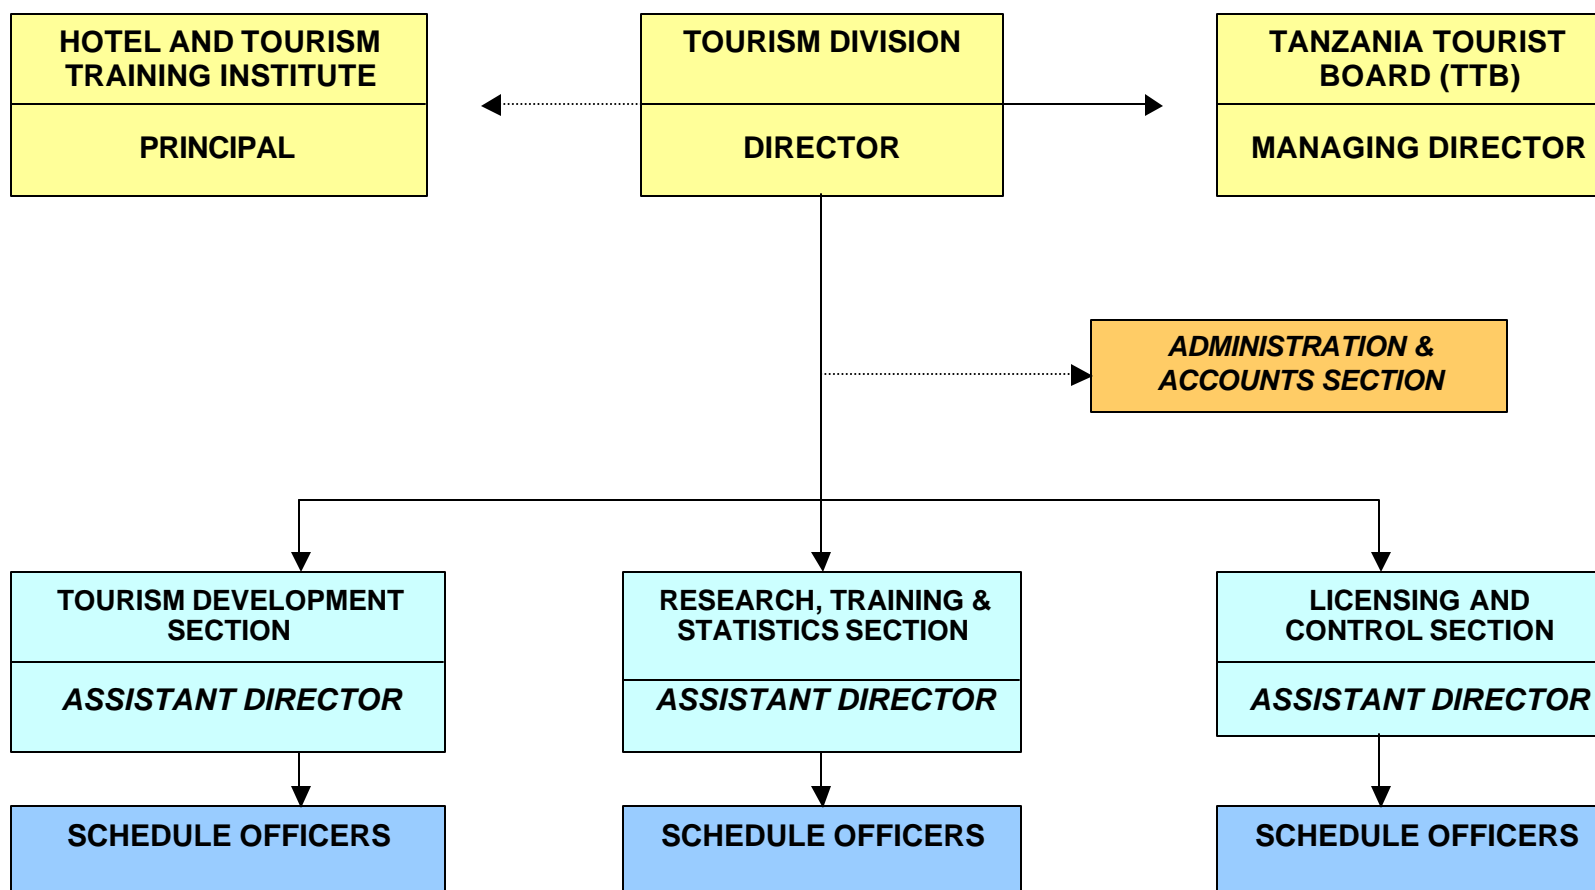 HOTEL AND TOURISM
TRAINING INSTITUTE
PRINCIPAL
TOURISM DIVISION
DIRECTOR
TANZANIA TOURIST
BOARD (TTB)
MANAGING DIRECTOR
ADMINISTRATION &
ACCOUNTS SECTION
TOURISM DEVELOPMENT
SECTION
ASSISTANT DIRECTOR
RESEARCH, TRAINING &
STATISTICS SECTION
ASSISTANT DIRECTOR
LICENSING AND
CONTROL SECTION
ASSISTANT DIRECTOR
SCHEDULE OFFICERS
SCHEDULE OFFICERS
SCHEDULE OFFICERS